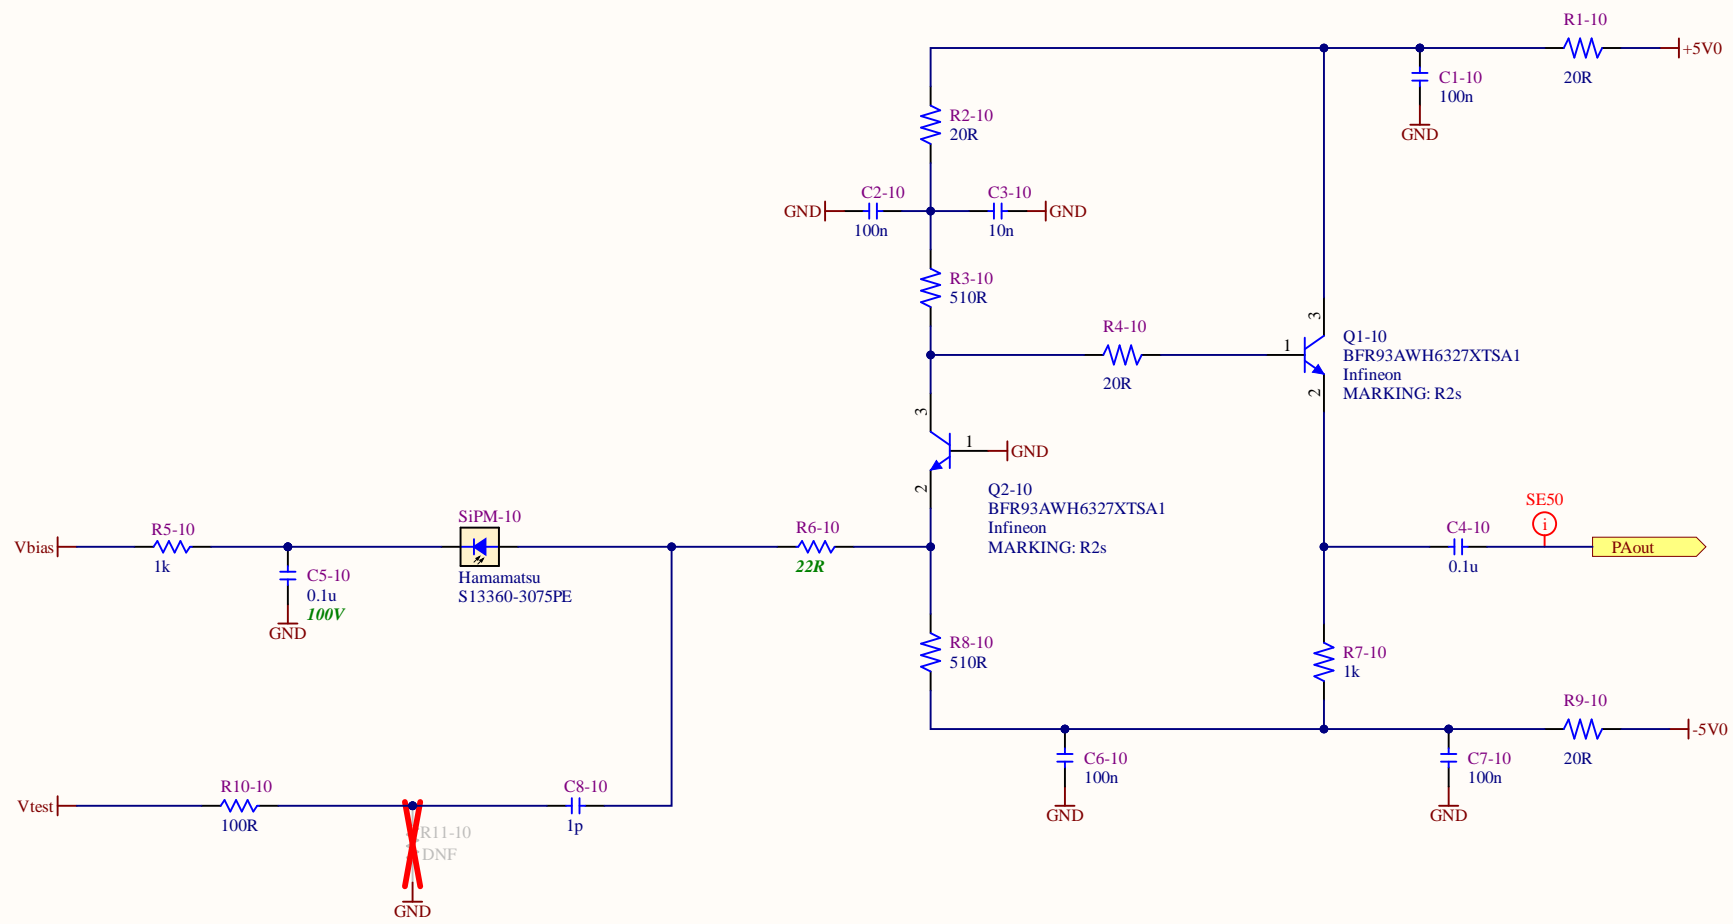 R1-10
+5V0
20R
C1-10
100n
GND
R2-10
20R
C2-10
C3-10
GND
GND
100n
10n
R3-10
510R
R4-10
20R
3
1
2
Q1-10
BFR93AWH6327XTSA1
Infineon
MARKING: R2s
3
1
GND
2
Q2-10
BFR93AWH6327XTSA1
Infineon
MARKING: R2s
SE50
i
C4-10
0.1u
PAout
Vbias
R5-10
1k
C5-10
0.1u
100V
GND
SiPM-10
Hamamatsu
S13360-3075PE
R6-10
22R
R8-10
510R
R7-10
1k
R9-10
-5V0
20R
C6-10
100n
GND
C7-10
100n
GND
Vtest
R10-10
100R
R11-10
DNF
GND
C8-10
1p